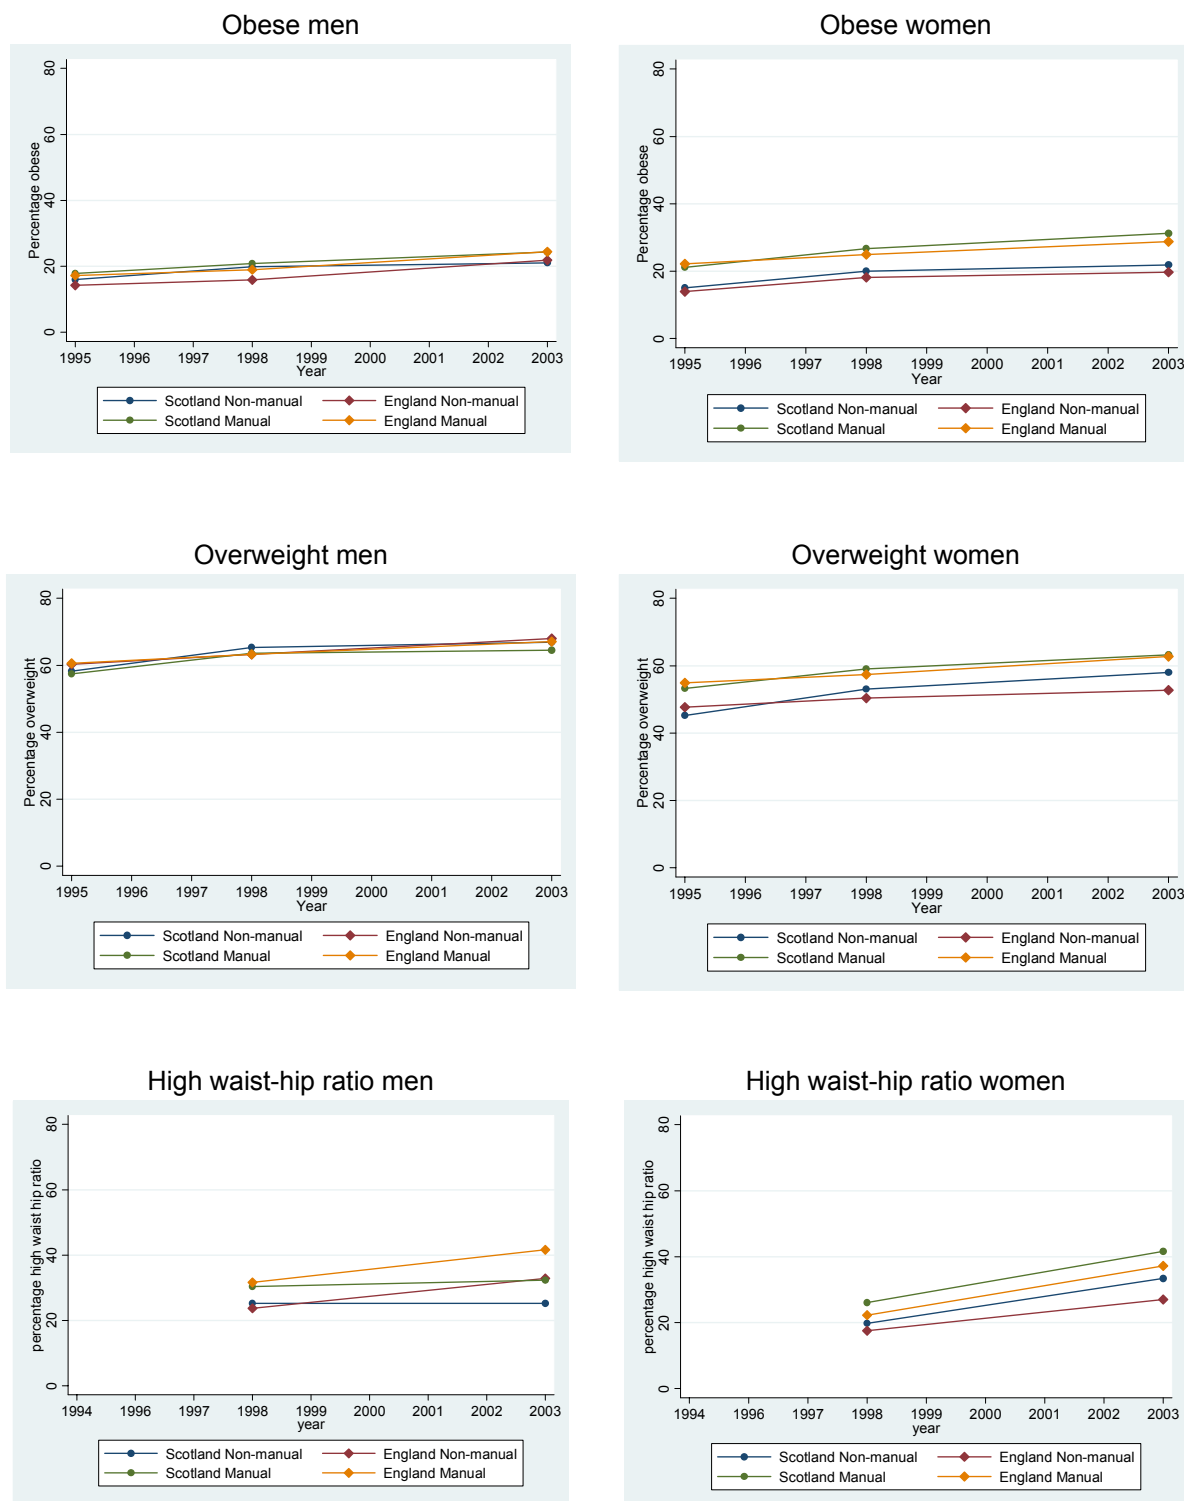 Obese men
Percentage obese
80
60
40
20
0
1995 1996 1997 1998 1999 2000 2001 2002 2003
Year
Scotland Non-manual England Non-manual
Scotland Manual England Manual
Obese women
Percentage obese
80
60
40
20
0
1995 1996 1997 1998 1999 2000 2001 2002 2003
Year
Scotland Non-manual England Non-manual
Scotland Manual England Manual
Overweight men
Percentage overweight
80
60
40
20
0
1995 1996 1997 1998 1999 2000 2001 2002 2003
Year
Scotland Non-manual England Non-manual
Scotland Manual England Manual
Overweight women
Percentage overweight
80
60
40
20
0
1995 1996 1997 1998 1999 2000 2001 2002 2003
Year
Scotland Non-manual England Non-manual
Scotland Manual England Manual
High waist-hip ratio men
percentage high waist hip ratio
80
60
40
20
0
1994 1996 1997 1998 1999 2000 2001 2002 2003
year
Scotland Non-manual England Non-manual
Scotland Manual England Manual
High waist-hip ratio women
percentage high waist hip ratio
80
60
40
20
0
1994 1996 1997 1998 1999 2000 2001 2002 2003
year
Scotland Non-manual England Non-manual
Scotland Manual England Manual